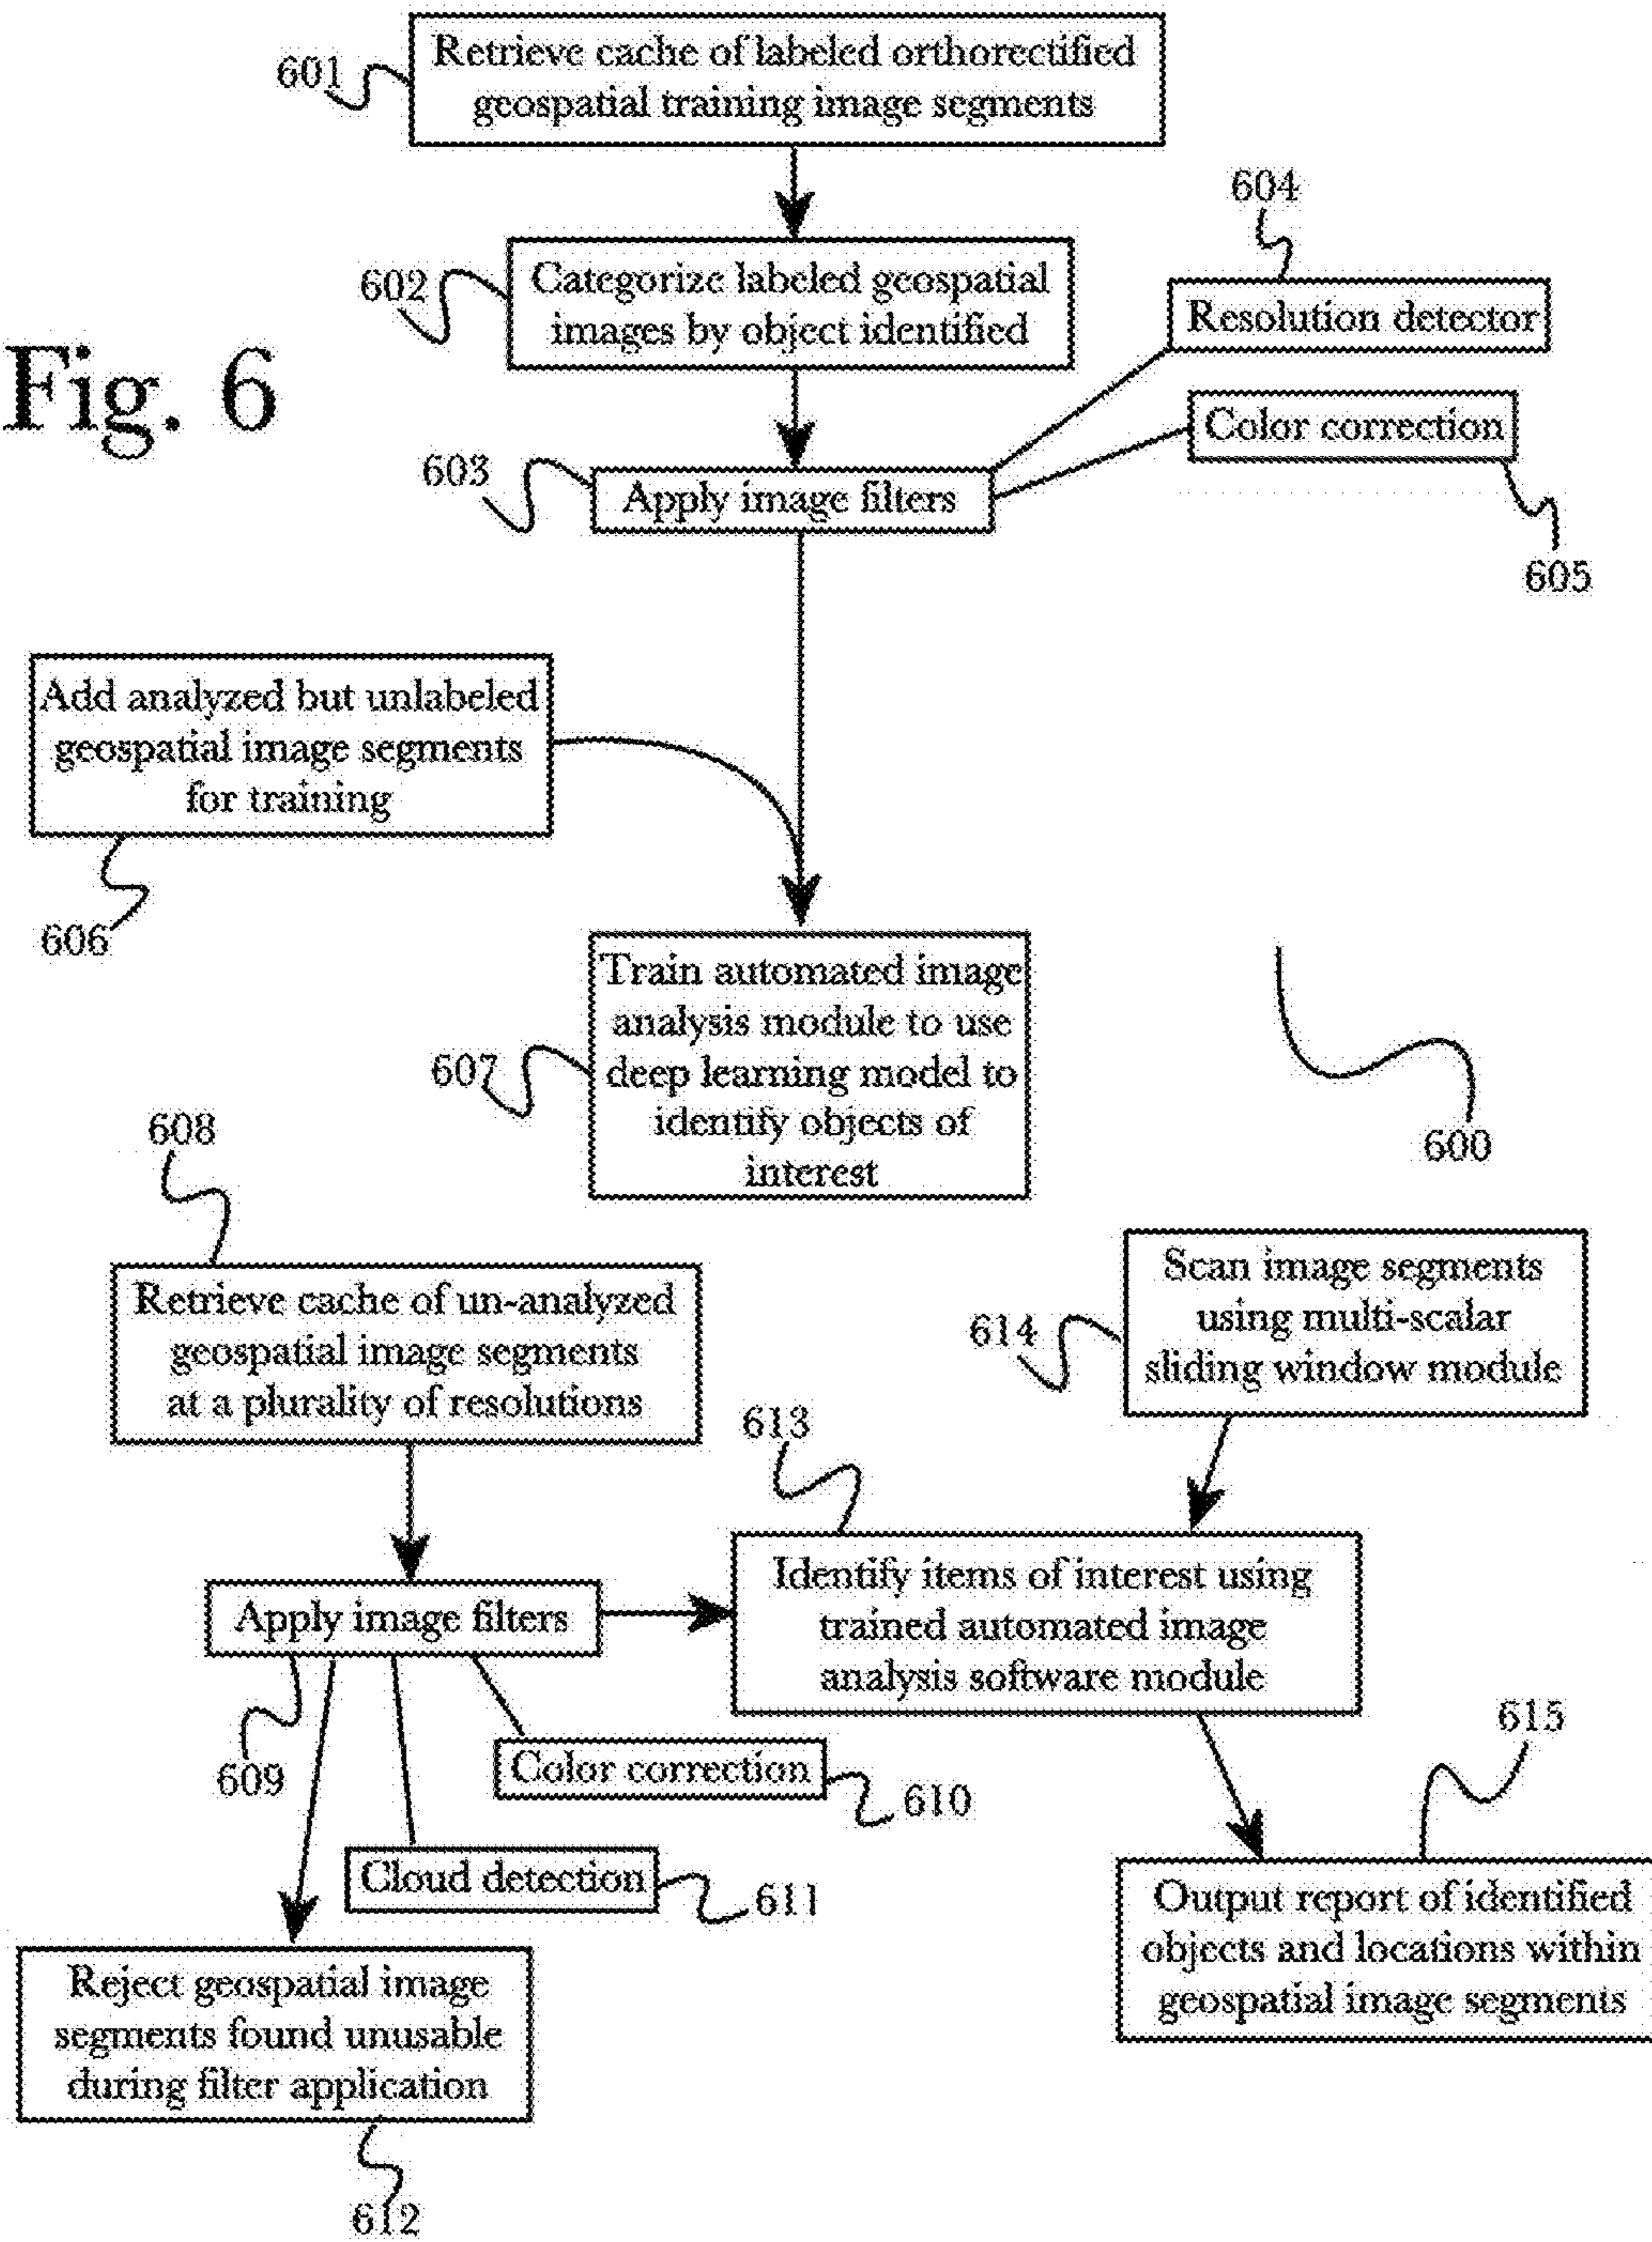 601
Retrieve cache of labeled orthorectified
geospatial training image segments
604
602
Categorize labeled geospatial
images by object identified
Resolution detector
Fig. 6
Color correction
603
Apply image filters
605
Add analyzed but unlabeled
geospatial image segments
for training
606
Train automated image
analysis module to use
deep learning model to
identify objects of
interest
607
600
608
Retrieve cache of un-analyzed
geospatial image segments
at a plurality of resolutions
614
Scan image segments
using multi-scalar
sliding window module
613
Apply image filters
Identify items of interest using
trained automated image
analysis software module
609
Color correction
610
615
Cloud detection
611
Output report of identified
objects and locations within
geospatial image segments
Reject geospatial image
segments found unusable
during filter application
612